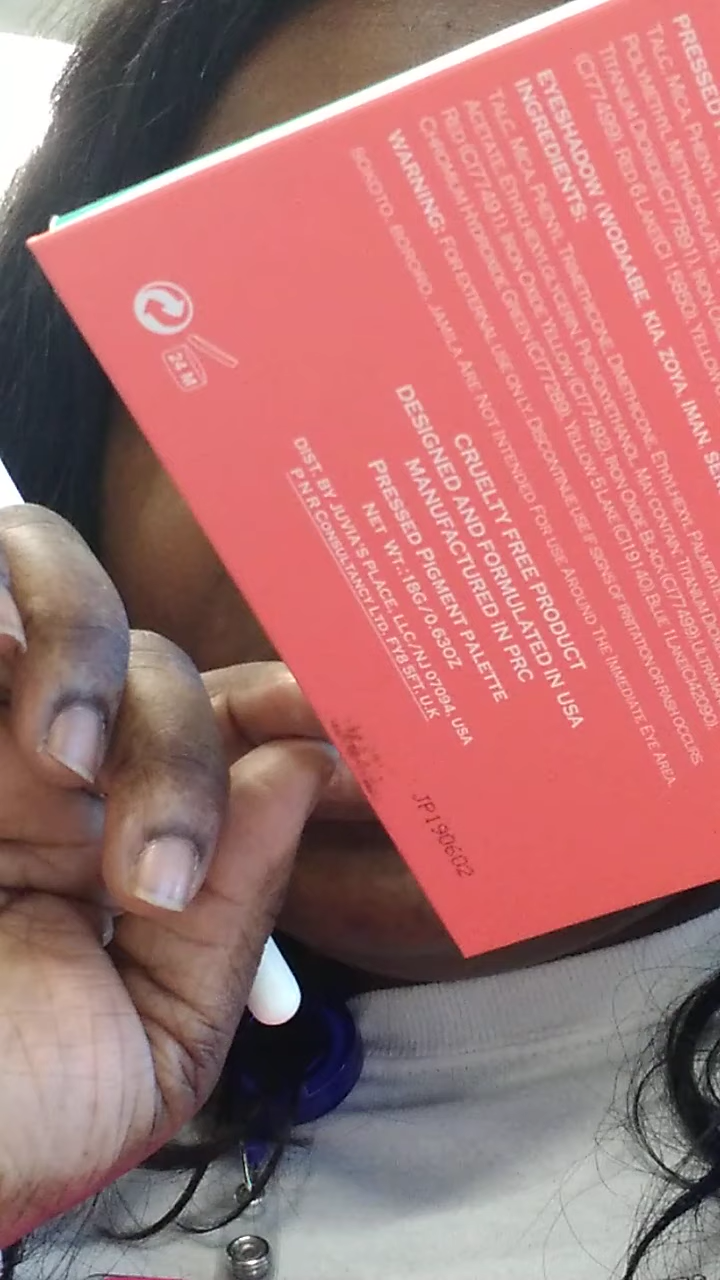 PRESSED
TALC, MICA, PHENYL
POLYMETHYL METHACRYLATE,
TITANIUM DIOXIDE (CI 77891), IRON
(CI 77499), RED 6 LAKE (CI 15850), YELLOW
EYESHADOW (WODAABE, KIA, ZOYA, IMAN,
INGREDIENTS:
TALC, MICA, PHENYL TRIMETHICONE, DIMETHICONE, ETHYLHEXYL PALMITATE
ACETATE, ETHYLHEXYL GLYCERIN, PHENOXYETHANOL. MAY CONTAIN: TITANIUM DIOXIDE
RED (CI 77491), IRON OXIDE YELLOW (CI 77492), IRON OXIDE BLACK (CI 77499),
CHROMIUM HYDROXIDE GREEN (CI 77289), YELLOW 5 LAKE (CI 19140), BLUE 1 LAKE (CI 42090).
WARNING: FOR EXTERNAL USE ONLY. DISCONTINUE USE IF SIGNS OF IRRITATION OR RASH OCCURS.
SOKOTO, BORORO, JAMILA ARE NOT INTENDED FOR USE AROUND THE IMMEDIATE EYE AREA.
CRUELTY FREE PRODUCT
DESIGNED AND FORMULATED IN USA
MANUFACTURED IN PRC
PRESSED PIGMENT PALETTE
NET WT.:18G/0.63OZ
DIST. BY JUVIA'S PLACE, LLC/NJ 07094, USA
P N R CONSULTANCY LTD, FY8 5FT, U.K
24 M
JP190602